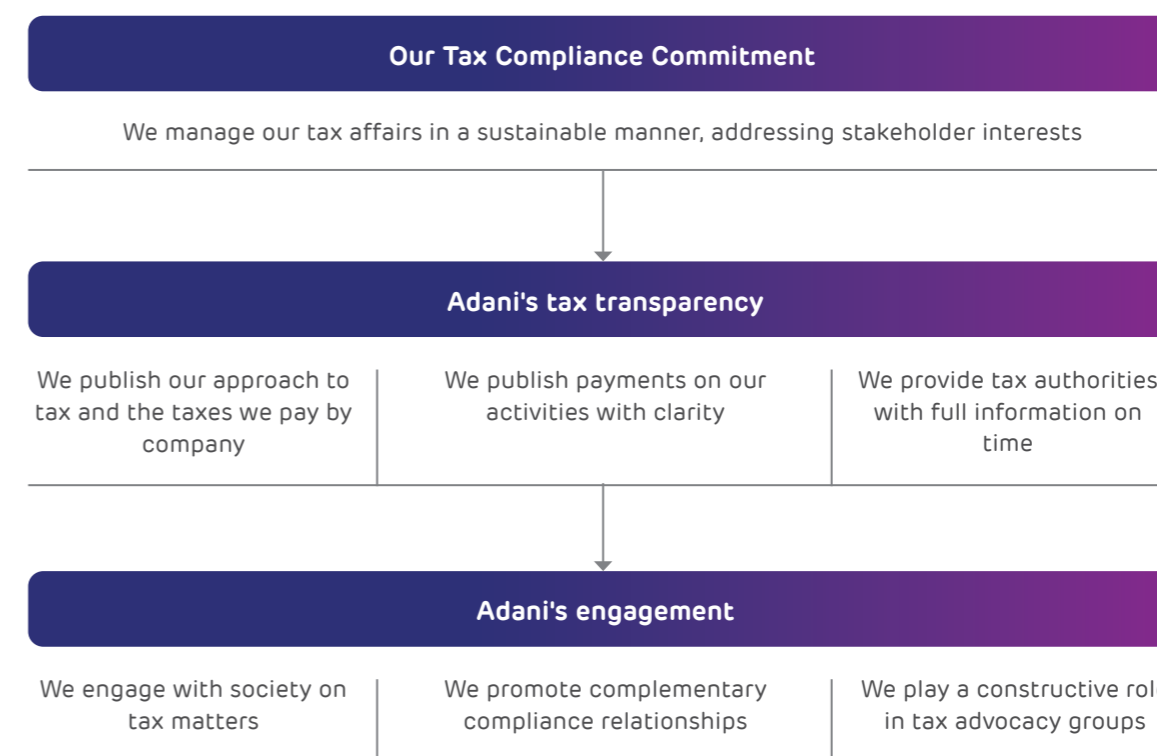 Our Tax Compliance Commitment
We manage our tax affairs in a sustainable manner, addressing stakeholder interests
Adani's tax transparency
We publish our approach to
tax and the taxes we pay by
company
We publish payments on our
activities with clarity
We provide tax authorities
with full information on
time
Adani's engagement
We engage with society on
tax matters
We promote complementary
compliance relationships
We play a constructive role
in tax advocacy groups